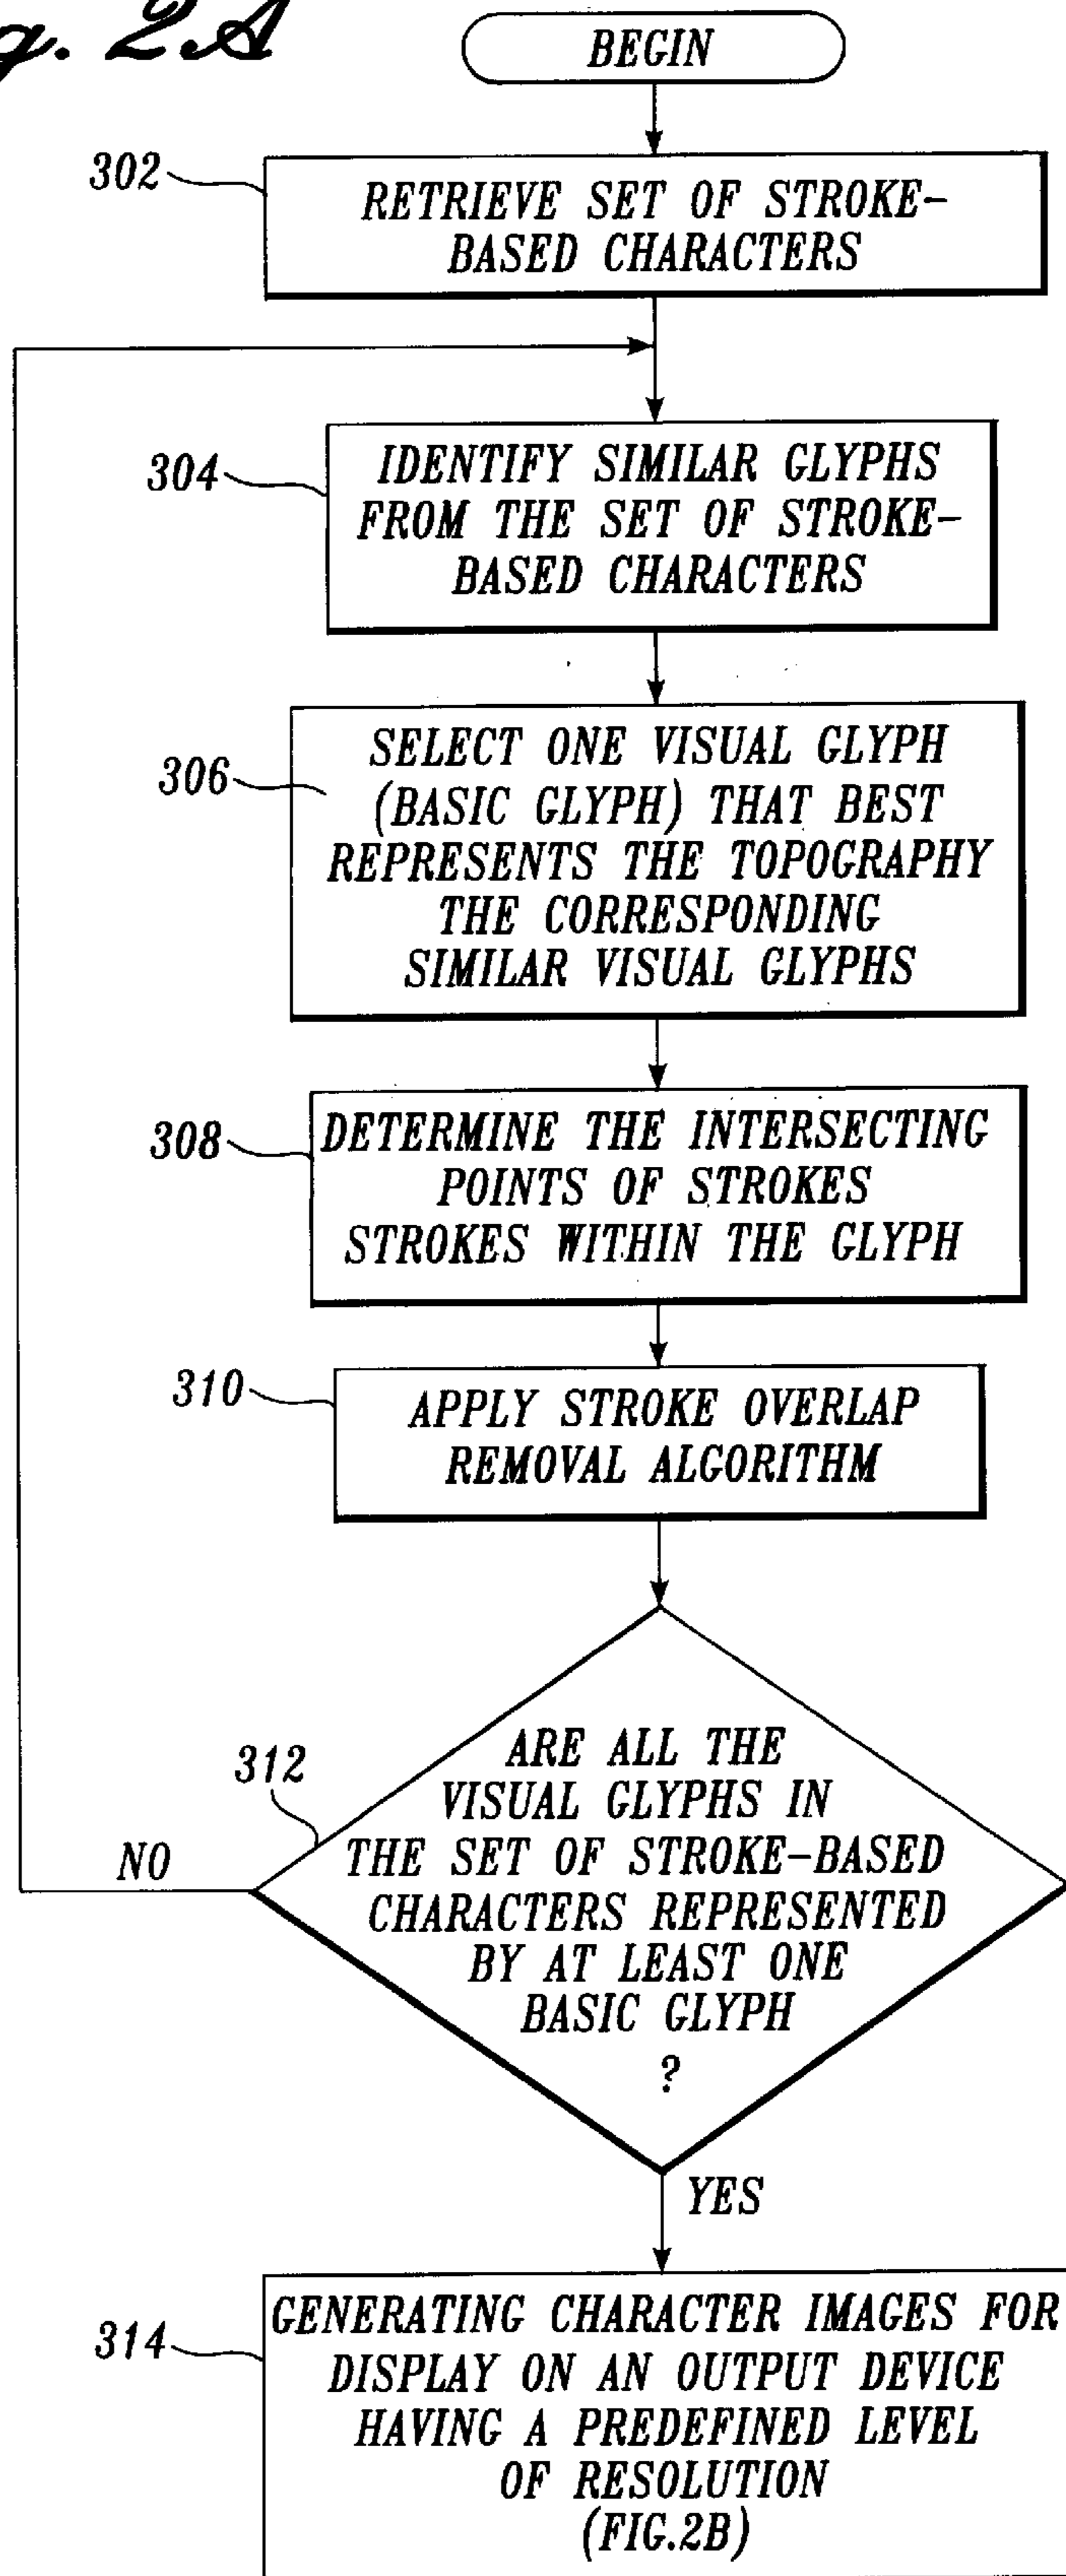 g. 2A
BEGIN
302
RETRIEVE SET OF STROKE-
BASED CHARACTERS
304
IDENTIFY SIMILAR GLYPHS
FROM THE SET OF STROKE-
BASED CHARACTERS
306
SELECT ONE VISUAL GLYPH
(BASIC GLYPH) THAT BEST
REPRESENTS THE TOPOGRAPHY
THE CORRESPONDING
SIMILAR VISUAL GLYPHS
308
DETERMINE THE INTERSECTING
POINTS OF STROKES
STROKES WITHIN THE GLYPH
310
APPLY STROKE OVERLAP
REMOVAL ALGORITHM
312
ARE ALL THE
VISUAL GLYPHS IN
THE SET OF STROKE-BASED
CHARACTERS REPRESENTED
BY AT LEAST ONE
BASIC GLYPH
?
NO
YES
314
GENERATING CHARACTER IMAGES FOR
DISPLAY ON AN OUTPUT DEVICE
HAVING A PREDEFINED LEVEL
OF RESOLUTION
(FIG.2B)